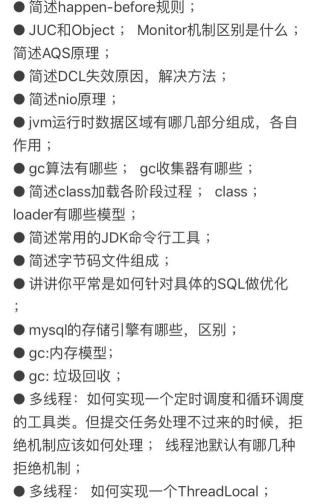 ● 简述happen-before规则；
● JUC和Object； Monitor机制区别是什么；
简述AQS原理；
● 简述DCL失效原因，解决方法；
● 简述nio原理；
● jvm运行时数据区域有哪几部分组成，各自
作用；
● gc算法有哪些； gc收集器有哪些；
● 简述class加载各阶段过程； class；
loader有哪些模型；
● 简述常用的JDK命令行工具；
● 简述字节码文件组成；
● 讲讲你平常是如何针对具体的SQL做优化
；
● mysql的存储引擎有哪些，区别；
● gc:内存模型；
● gc: 垃圾回收；
● 多线程：如何实现一个定时调度和循环调度
的工具类。但提交任务处理不过来的时候，拒
绝机制应该如何处理； 线程池默认有哪几种
拒绝机制；
● 多线程： 如何实现一个ThreadLocal；